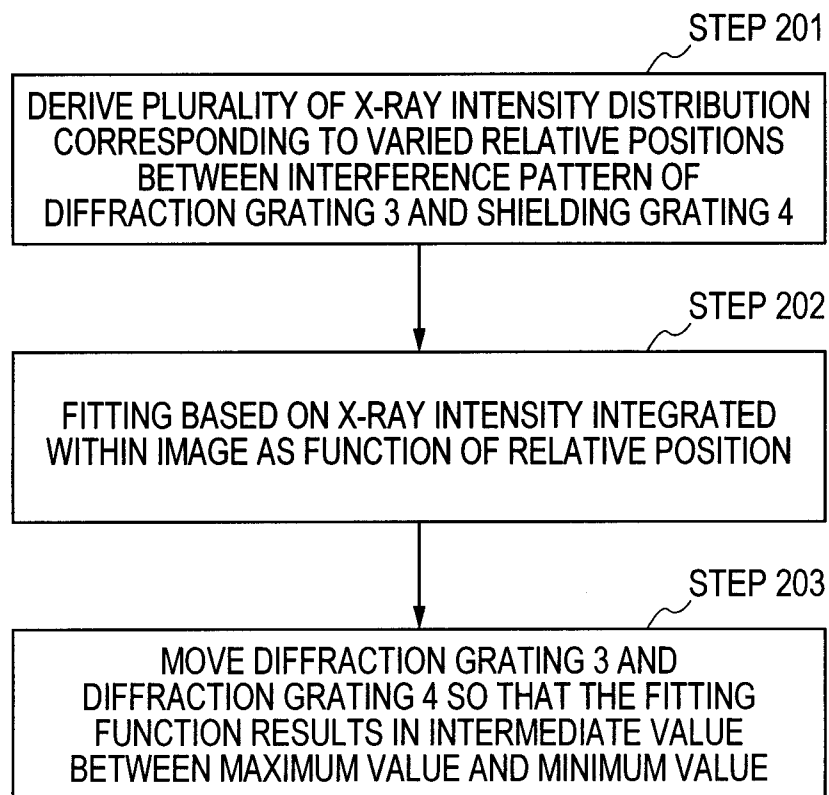 STEP 201
DERIVE PLURALITY OF X-RAY INTENSITY DISTRIBUTION
CORRESPONDING TO VARIED RELATIVE POSITIONS
BETWEEN INTERFERENCE PATTERN OF
DIFFRACTION GRATING 3 AND SHIELDING GRATING 4
STEP 202
FITTING BASED ON X-RAY INTENSITY INTEGRATED
WITHIN IMAGE AS FUNCTION OF RELATIVE POSITION
STEP 203
MOVE DIFFRACTION GRATING 3 AND
DIFFRACTION GRATING 4 SO THAT THE FITTING
FUNCTION RESULTS IN INTERMEDIATE VALUE
BETWEEN MAXIMUM VALUE AND MINIMUM VALUE